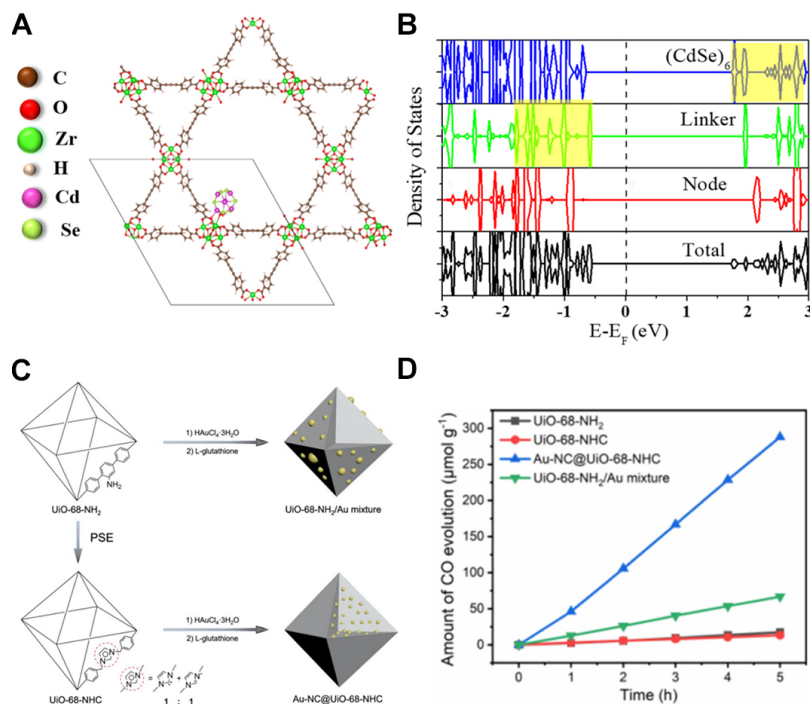 A
C
O
Zr
H
Cd
Se
B
Density of States
(CdSe)₆
Linker
Node
Total
-3 -2 -1 0 1 2 3
E-E_F (eV)
C
UiO-68-NH₂
NH₂
1) HAuCl₄·3H₂O
2) L-glutathione
UiO-68-NH₂/Au mixture
PSE
UiO-68-NHC
N N
= N N + N N
1 : 1
1) HAuCl₄·3H₂O
2) L-glutathione
Au-NC@UiO-68-NHC
D
Amount of CO evolution (μmol g⁻¹)
300
250
200
150
100
50
0
UiO-68-NH₂
UiO-68-NHC
Au-NC@UiO-68-NHC
UiO-68-NH₂/Au mixture
0 1 2 3 4 5
Time (h)